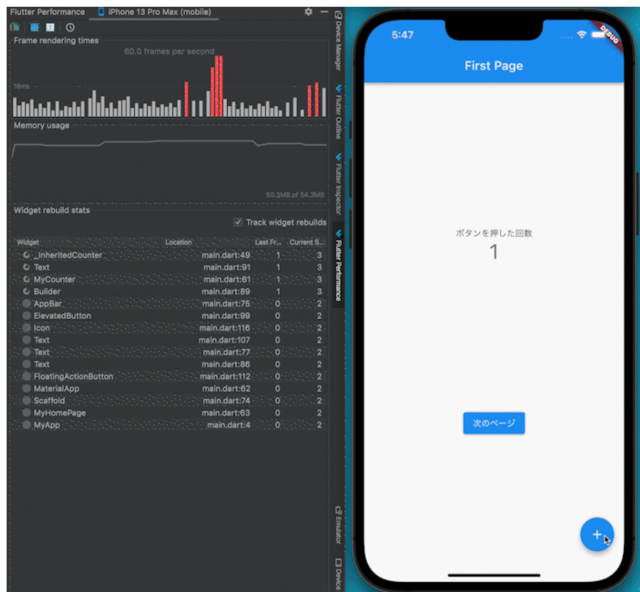 Flutter Performance iPhone 13 Pro Max (mobile)
Frame rendering times
60.0 frames per second
16ms
Memory usage
50.3MB of 54.3MB
Widget rebuild stats
Track widget rebuilds
Widget Location Last Fr... Current S...
_InheritedCounter main.dart:49 1 3
Text main.dart:91 1 3
MyCounter main.dart:61 1 3
Builder main.dart:89 1 3
AppBar main.dart:75 0 2
ElevatedButton main.dart:99 0 2
Icon main.dart:116 0 2
Text main.dart:107 0 2
Text main.dart:77 0 2
Text main.dart:86 0 2
FloatingActionButton main.dart:112 0 2
MaterialApp main.dart:62 0 2
Scaffold main.dart:74 0 2
MyHomePage main.dart:63 0 2
MyApp main.dart:4 0 2
Device Manager
Flutter Outline
Flutter Inspector
Flutter Performance
Emulator
Device
5:47
DEBUG
First Page
ボタンを押した回数
1
次のページ
+